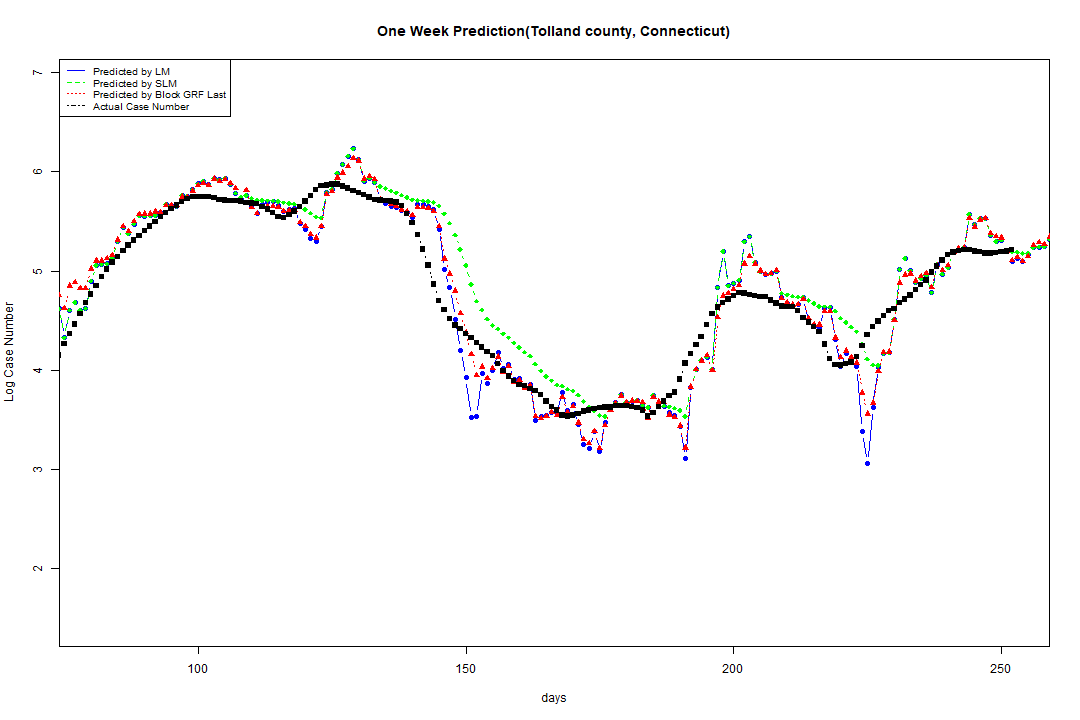 One Week Prediction(Tolland county, Connecticut)
Predicted by LM
Predicted by SLM
Predicted by Block GRF Last
Actual Case Number
7
6
5
4
3
2
Log Case Number
100 150 200 250
days